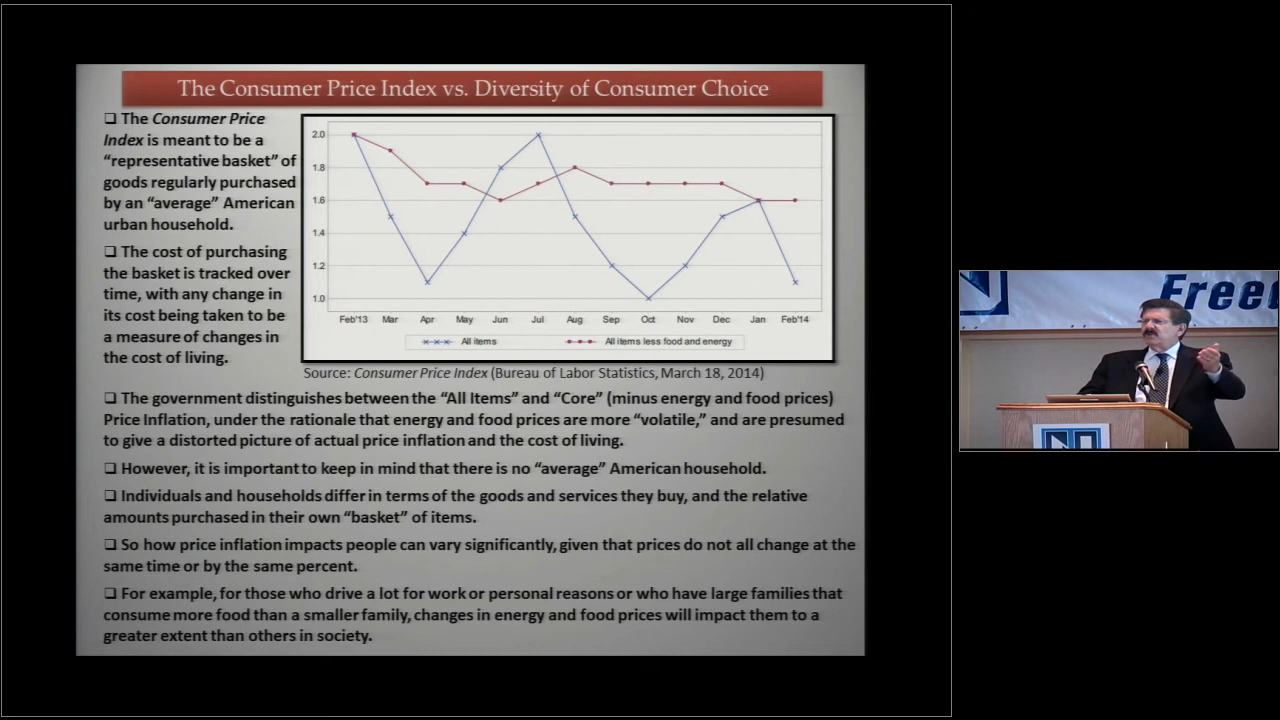 The Consumer Price Index vs. Diversity of Consumer Choice
❑ The Consumer Price
Index is meant to be a
“representative basket” of
goods regularly purchased
by an “average” American
urban household.
❑ The cost of purchasing
the basket is tracked over
time, with any change in
its cost being taken to be
a measure of changes in
the cost of living.
2.0
1.8
1.6
1.4
1.2
1.0
Feb'13 Mar Apr May Jun Jul Aug Sep Oct Nov Dec Jan Feb'14
All items All items less food and energy
Source: Consumer Price Index (Bureau of Labor Statistics, March 18, 2014)
❑ The government distinguishes between the “All Items” and “Core” (minus energy and food prices)
Price Inflation, under the rationale that energy and food prices are more “volatile,” and are presumed
to give a distorted picture of actual price inflation and the cost of living.
❑ However, it is important to keep in mind that there is no “average” American household.
❑ Individuals and households differ in terms of the goods and services they buy, and the relative
amounts purchased in their own “basket” of items.
❑ So how price inflation impacts people can vary significantly, given that prices do not all change at the
same time or by the same percent.
❑ For example, for those who drive a lot for work or personal reasons or who have large families that
consume more food than a smaller family, changes in energy and food prices will impact them to a
greater extent than others in society.